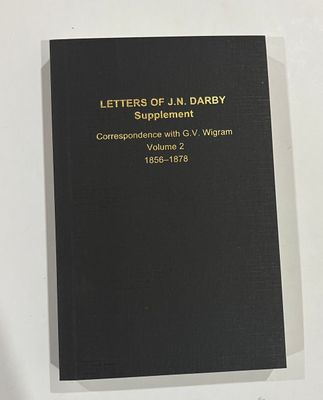 LETTERS OF J.N. DARBY
Supplement
Correspondence with G.V. Wigram
Volume 2
1856–1878